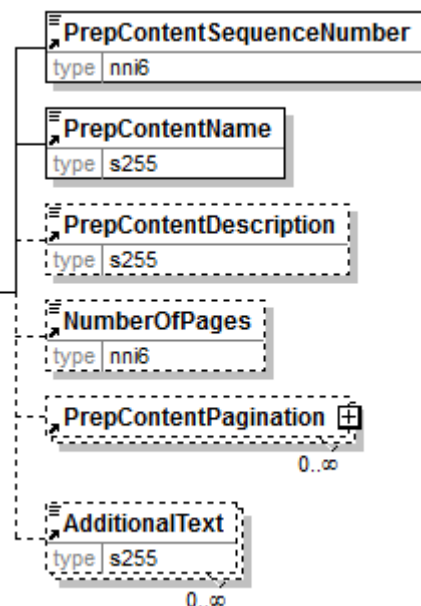 PrepContentSequenceNumber
type nni6
PrepContentName
type s255
PrepContentDescription
type s255
NumberOfPages
type nni6
PrepContentPagination
0..∞
AdditionalText
type s255
0..∞